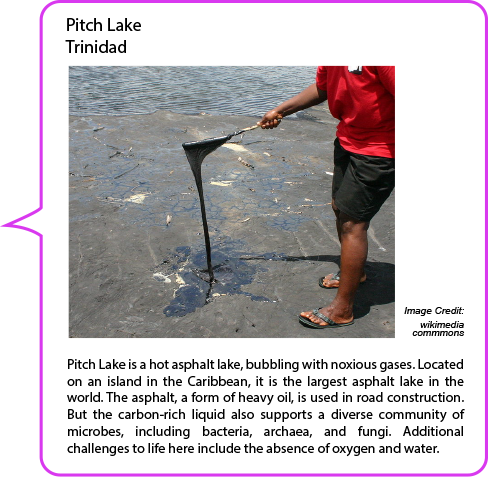 Pitch Lake
Trinidad
Image Credit:
wikimedia
commmons
Pitch Lake is a hot asphalt lake, bubbling with noxious gases. Located
on an island in the Caribbean, it is the largest asphalt lake in the
world. The asphalt, a form of heavy oil, is used in road construction.
But the carbon-rich liquid also supports a diverse community of
microbes, including bacteria, archaea, and fungi. Additional
challenges to life here include the absence of oxygen and water.